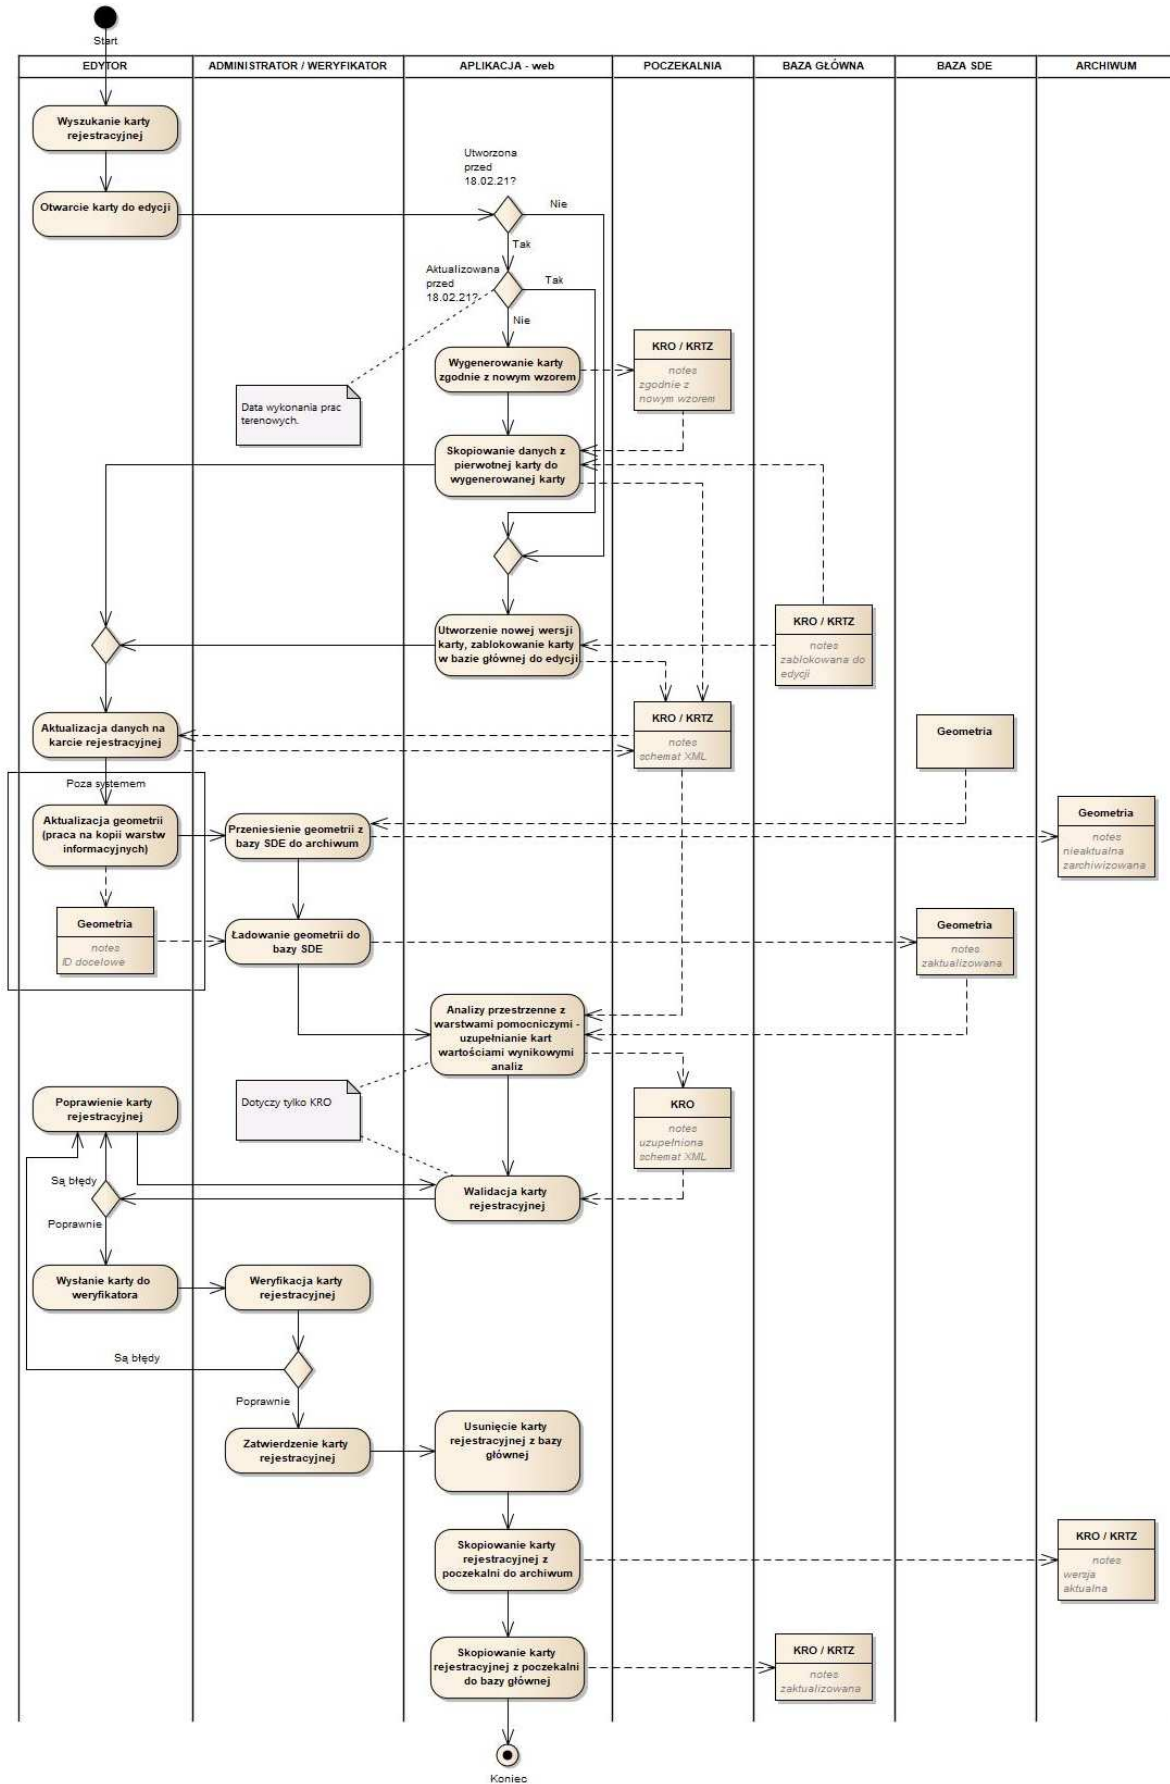 Start
EDYTOR
ADMINISTRATOR / WERYFIKATOR
APLIKACJA - web
POCZEKALNIA
BAZA GŁÓWNA
BAZA SDE
ARCHIWUM
Wyszukanie karty
rejestracyjnej
Utworzona
przed
18.02.21?
Otwarcie karty do edycji
Nie
Tak
Aktualizowana
przed
18.02.21?
Tak
Nie
Wygenerowanie karty
zgodnie z nowym wzorem
KRO / KRTZ
notes
zgodnie z
nowym wzorem
Data wykonania prac
terenowych.
Skopiowanie danych z
pierwotnej karty do
wygenerowanej karty
Utworzenie nowej wersji
karty, zablokowanie karty
w bazie głównej do edycji
KRO / KRTZ
notes
zablokowana do
edycji
Aktualizacja danych na
karcie rejestracyjnej
KRO / KRTZ
notes
schemat XML
Geometria
Poza systemem
Aktualizacja geometrii
(praca na kopii warstw
informacyjnych)
Przeniesienie geometrii z
bazy SDE do archiwum
Geometria
notes
nieaktualna
zarchiwizowana
Geometria
notes
ID docelowe
Ładowanie geometrii do
bazy SDE
Geometria
notes
zaktualizowana
Analizy przestrzenne z
warstwami pomocniczymi -
uzupełnianie kart
wartościami wynikowymi
analiz
Poprawienie karty
rejestracyjnej
Dotyczy tylko KRO
KRO
notes
uzupełniona
schemat XML
Są błędy
Walidacja karty
rejestracyjnej
Poprawnie
Wysłanie karty do
weryfikatora
Weryfikacja karty
rejestracyjnej
Są błędy
Poprawnie
Zatwierdzenie karty
rejestracyjnej
Usunięcie karty
rejestracyjnej z bazy
głównej
Skopiowanie karty
rejestracyjnej z
poczekalni do archiwum
KRO / KRTZ
notes
wersja
aktualna
Skopiowanie karty
rejestracyjnej z poczekalni
do bazy głównej
KRO / KRTZ
notes
zaktualizowana
Koniec